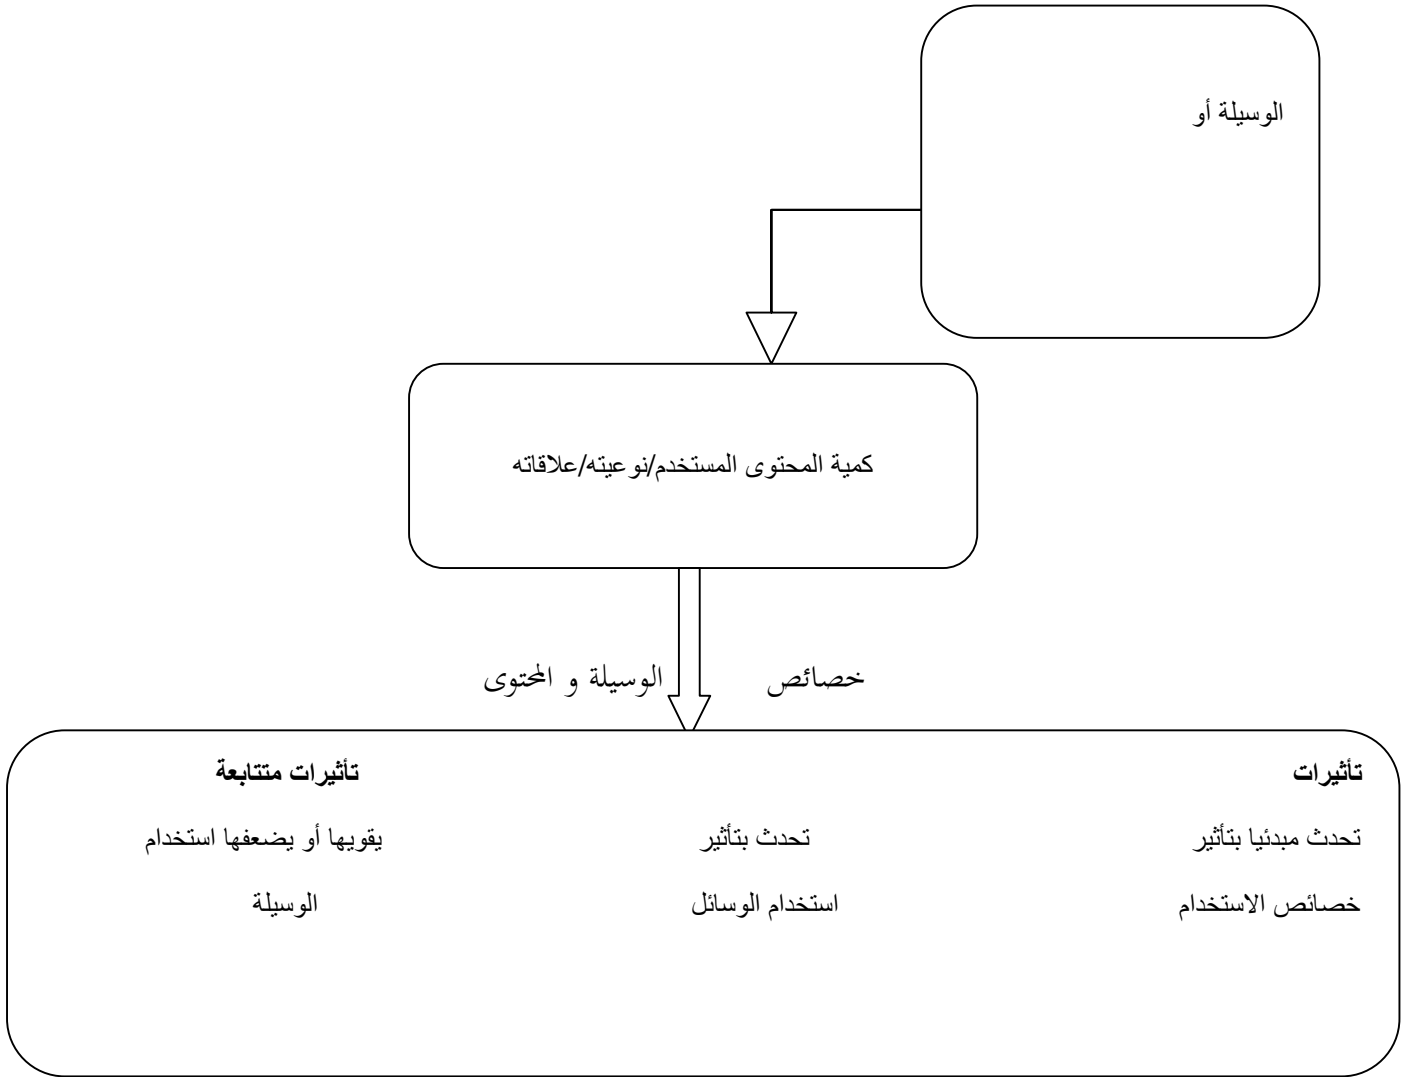 الوسيلة أو
كمية المحتوى المستخدم/نوعيته/علاقاته
خصائص الوسيلة و المحتوى
تأثيرات تأثيرات متتابعة
تحدث مبدئيا بتأثير تحدث بتأثير يقويها أو يضعفها استخدام
خصائص الاستخدام استخدام الوسائل الوسيلة